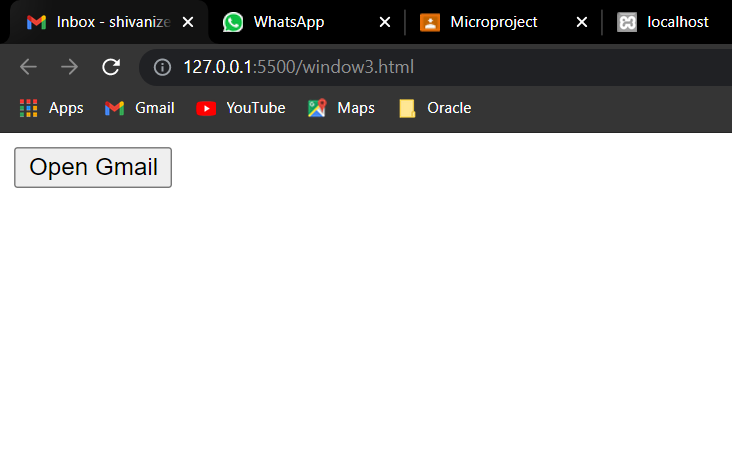 Inbox - shivanize
WhatsApp
Microproject
localhost
127.0.0.1:5500/window3.html
Apps Gmail YouTube Maps Oracle
Open Gmail